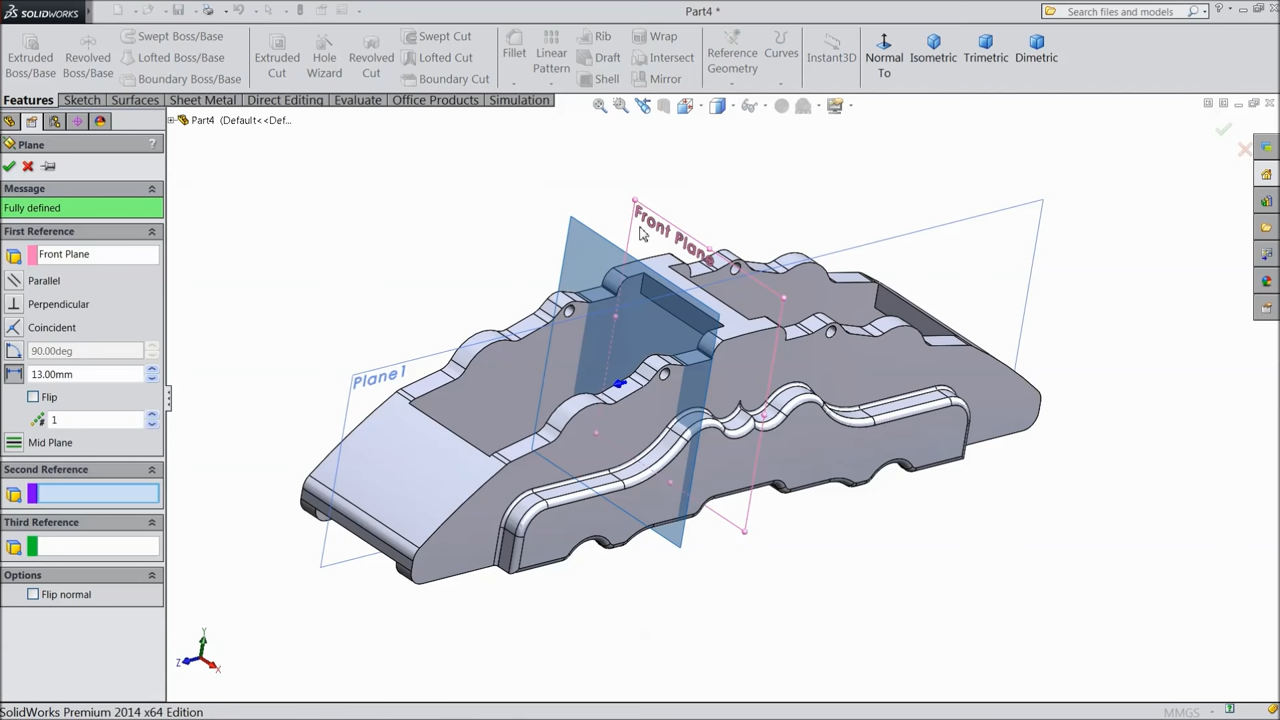 SOLIDWORKS
Part4 *
Search files and models
Extruded Boss/Base
Revolved Boss/Base
Swept Boss/Base
Lofted Boss/Base
Boundary Boss/Base
Extruded Cut
Hole Wizard
Revolved Cut
Swept Cut
Lofted Cut
Boundary Cut
Fillet
Linear Pattern
Rib
Draft
Shell
Wrap
Intersect
Mirror
Reference Geometry
Curves
Instant3D
Normal To
Isometric
Trimetric
Dimetric
Features
Sketch
Surfaces
Sheet Metal
Direct Editing
Evaluate
Office Products
Simulation
Part4 (Default<<Def...
Plane
?
Message
Fully defined
First Reference
Front Plane
Parallel
Perpendicular
Coincident
90.00deg
13.00mm
Flip
1
Mid Plane
Second Reference
Third Reference
Options
Flip normal
Front Plane
Plane1
Y
Z
X
SolidWorks Premium 2014 x64 Edition
MMGS